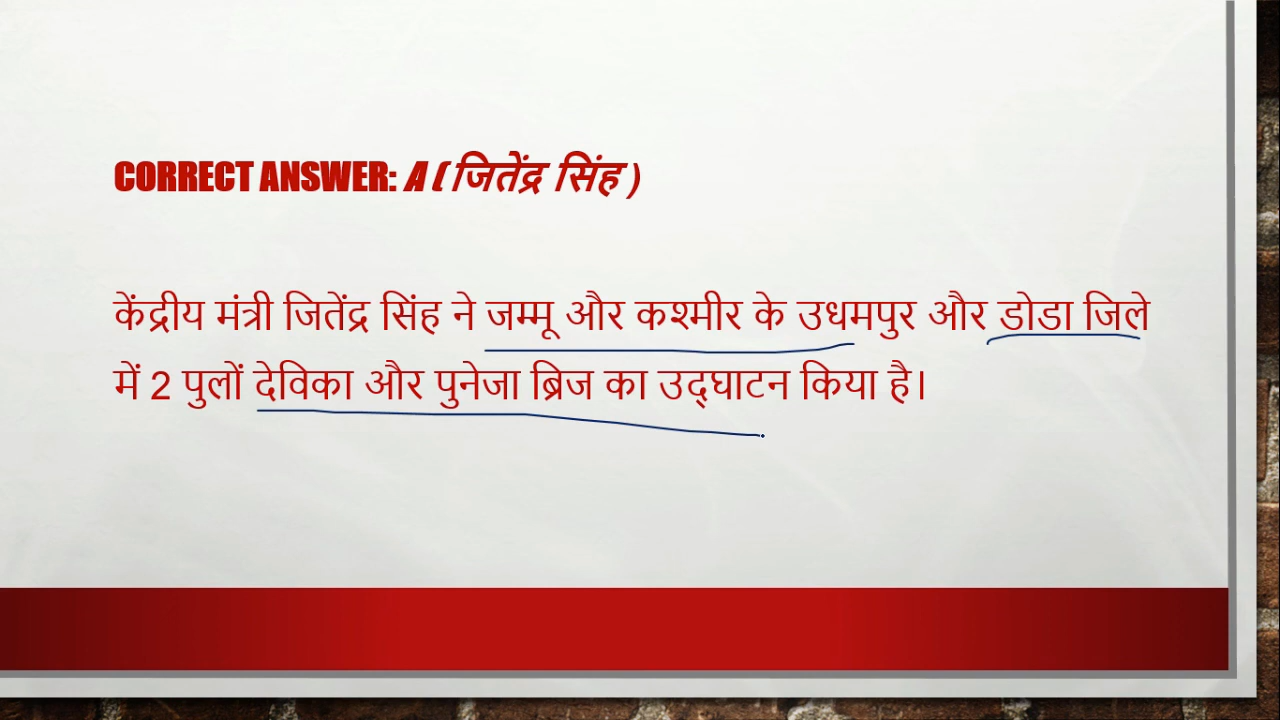 CORRECT ANSWER: A ( जितेंद्र सिंह )
केंद्रीय मंत्री जितेंद्र सिंह ने जम्मू और कश्मीर के उधमपुर और डोडा जिले
में 2 पुलों देविका और पुनेजा ब्रिज का उद्घाटन किया है।